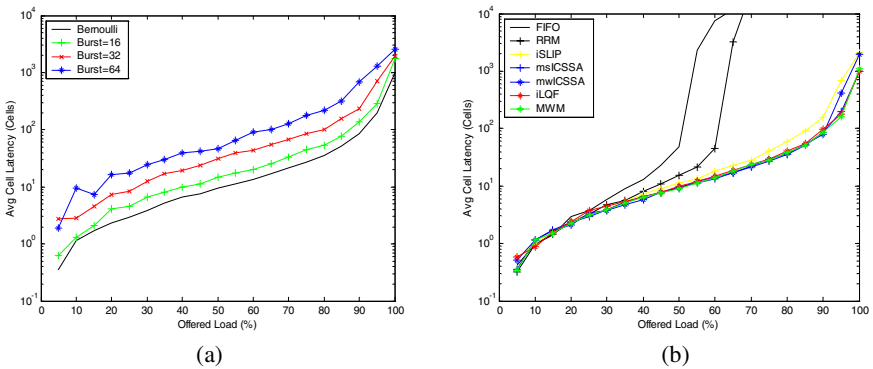 10^4
10^3
10^2
10^1
10^0
10^-1
Avg Cell Latency (Cells)
Bernoulli
Burst=16
Burst=32
Burst=64
0 10 20 30 40 50 60 70 80 90 100
Offered Load (%)
(a)
10^4
10^3
10^2
10^1
10^0
10^-1
Avg Cell Latency (Cells)
FIFO
RRM
iSLIP
msICSSA
mwICSSA
iLQF
MWM
0 10 20 30 40 50 60 70 80 90 100
Offered Load (%)
(b)